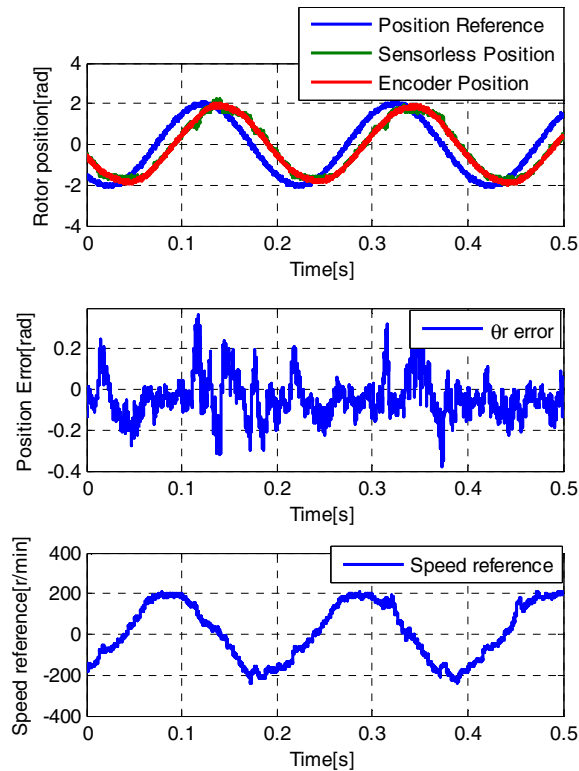 Position Reference
Sensorless Position
Encoder Position
Rotor position[rad]
4
2
0
-2
-4
0 0.1 0.2 0.3 0.4 0.5
Time[s]
θr error
Position Error[rad]
0.2
0
-0.2
-0.4
0 0.1 0.2 0.3 0.4 0.5
Time[s]
Speed reference
Speed reference[r/min]
400
200
0
-200
-400
0 0.1 0.2 0.3 0.4 0.5
Time[s]